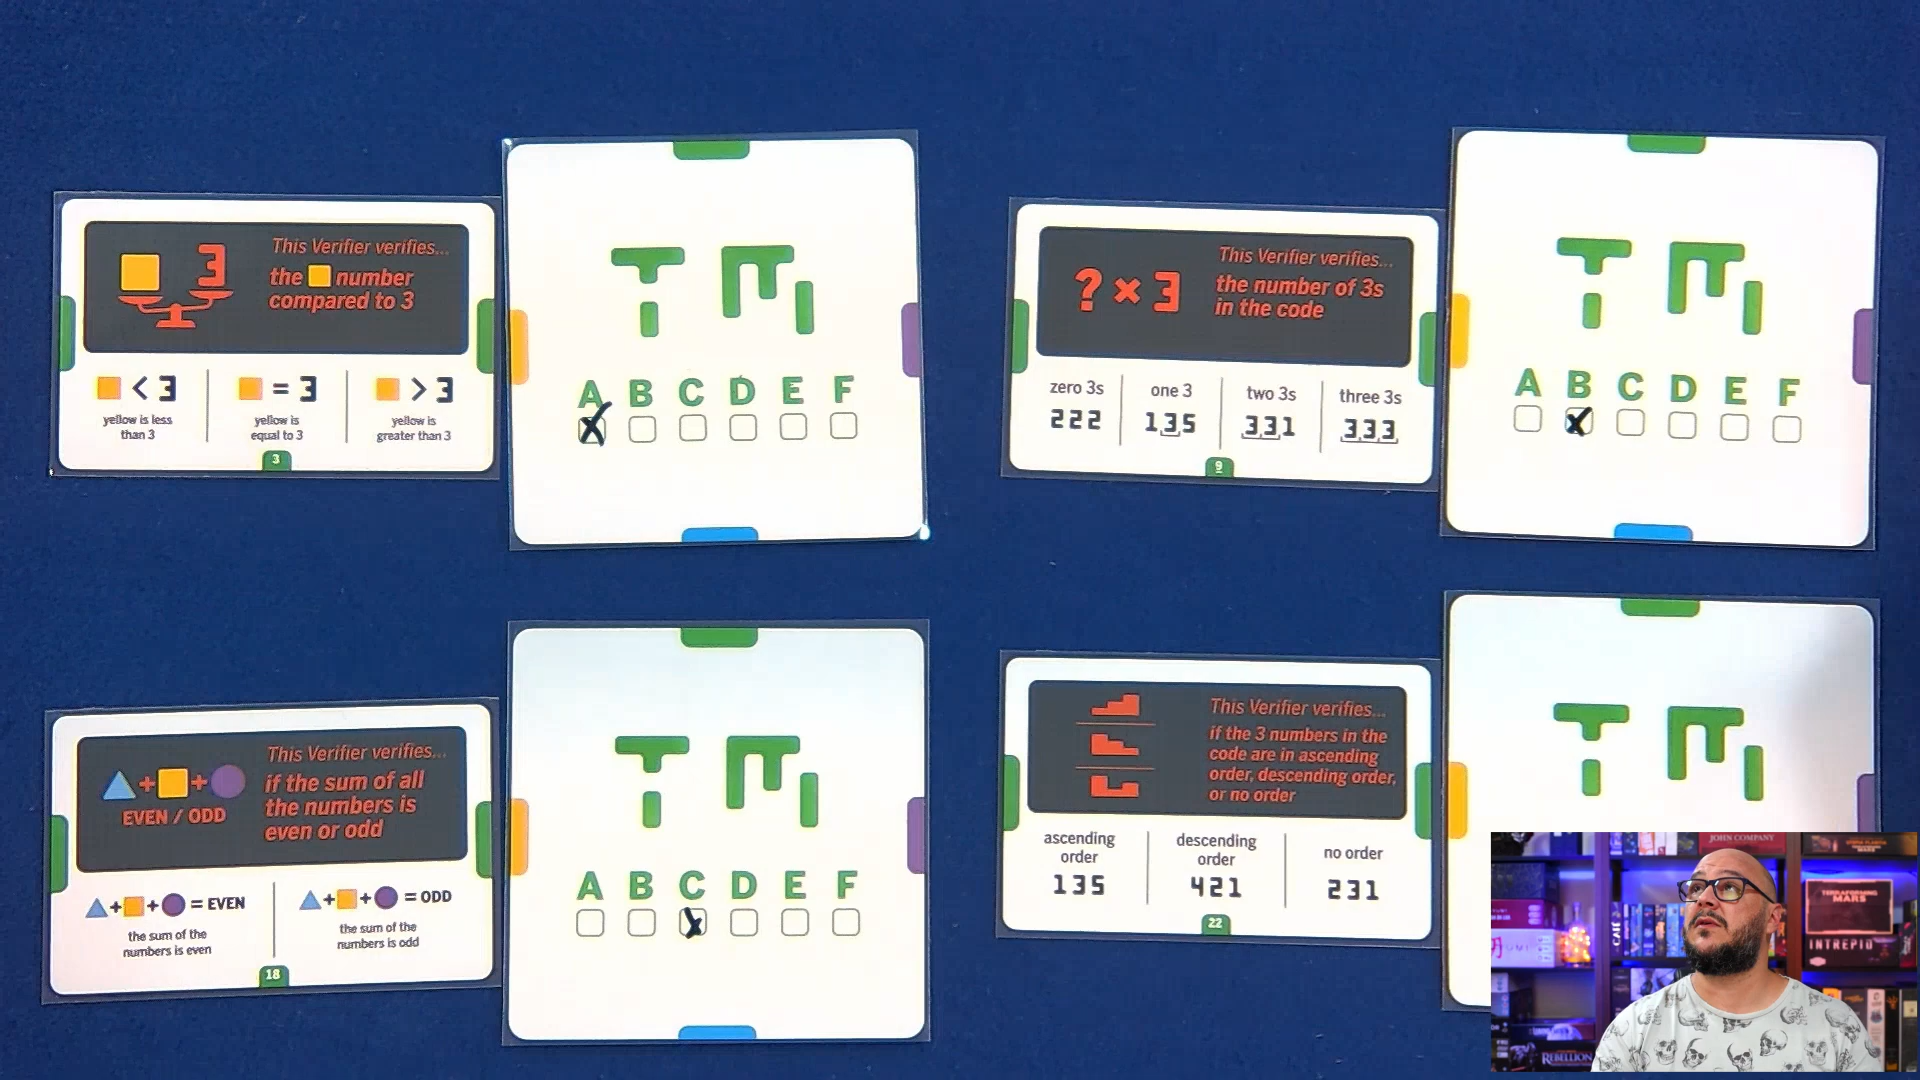 3
This Verifier verifies...
the number
compared to 3
< 3
= 3
> 3
yellow is less
than 3
yellow is
equal to 3
yellow is
greater than 3
3
A B C D E F
X
? × 3
This Verifier verifies...
the number of 3s
in the code
zero 3s
one 3
two 3s
three 3s
222
135
331
333
9
A B C D E F
X
+ +
EVEN / ODD
This Verifier verifies...
if the sum of all
the numbers is
even or odd
+ + = EVEN
+ + = ODD
the sum of the
numbers is even
the sum of the
numbers is odd
18
A B C D E F
X
This Verifier verifies...
if the 3 numbers in the
code are in ascending
order, descending order,
or no order
ascending
order
descending
order
no order
135
421
231
22
JOHN COMPANY
TERRAFORMING
MARS
INTREPID
REBELLION